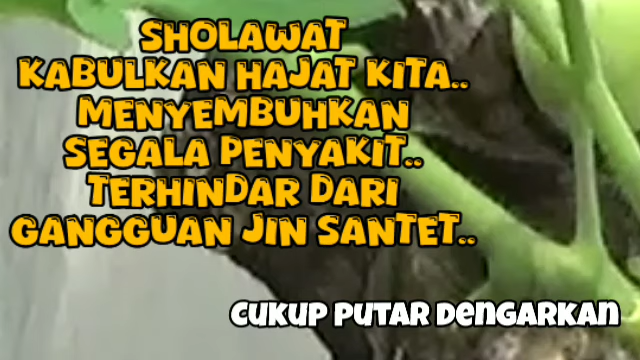 SHOLAWAT
KABULKAN HAJAT KITA..
MENYEMBUHKAN
SEGALA PENYAKIT..
TERHINDAR DARI
GANGGUAN JIN SANTET..
CUKUP PUTAR DENGARKAN